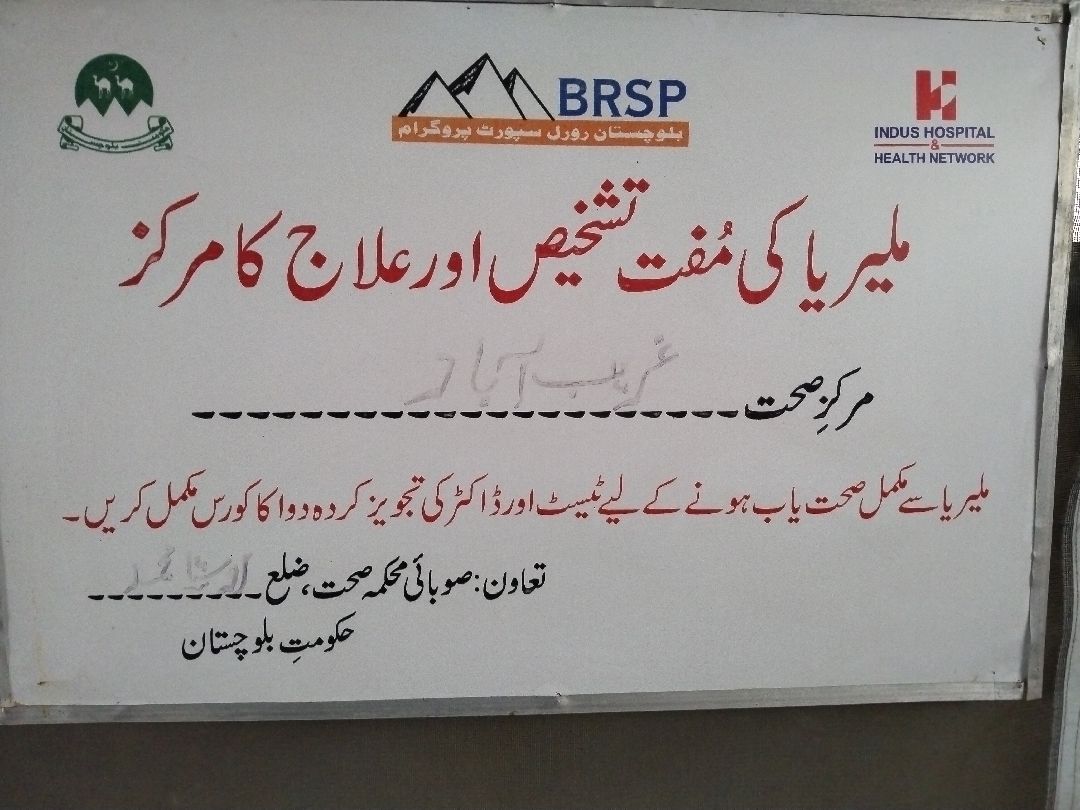 BRSP
بلوچستان رورل سپورٹ پروگرام
INDUS HOSPITAL
&
HEALTH NETWORK
ملیریا کی مُفت تشخیص اور علاج کا مرکز
مرکزِ صحت غریب آباد
ملیریا سے مکمل صحت یاب ہونے کے لیے ٹیسٹ اور ڈاکٹر کی تجویز کردہ دوا کا کورس مکمل کریں۔
تعاون: صوبائی محکمہ صحت، ضلع
حکومتِ بلوچستان